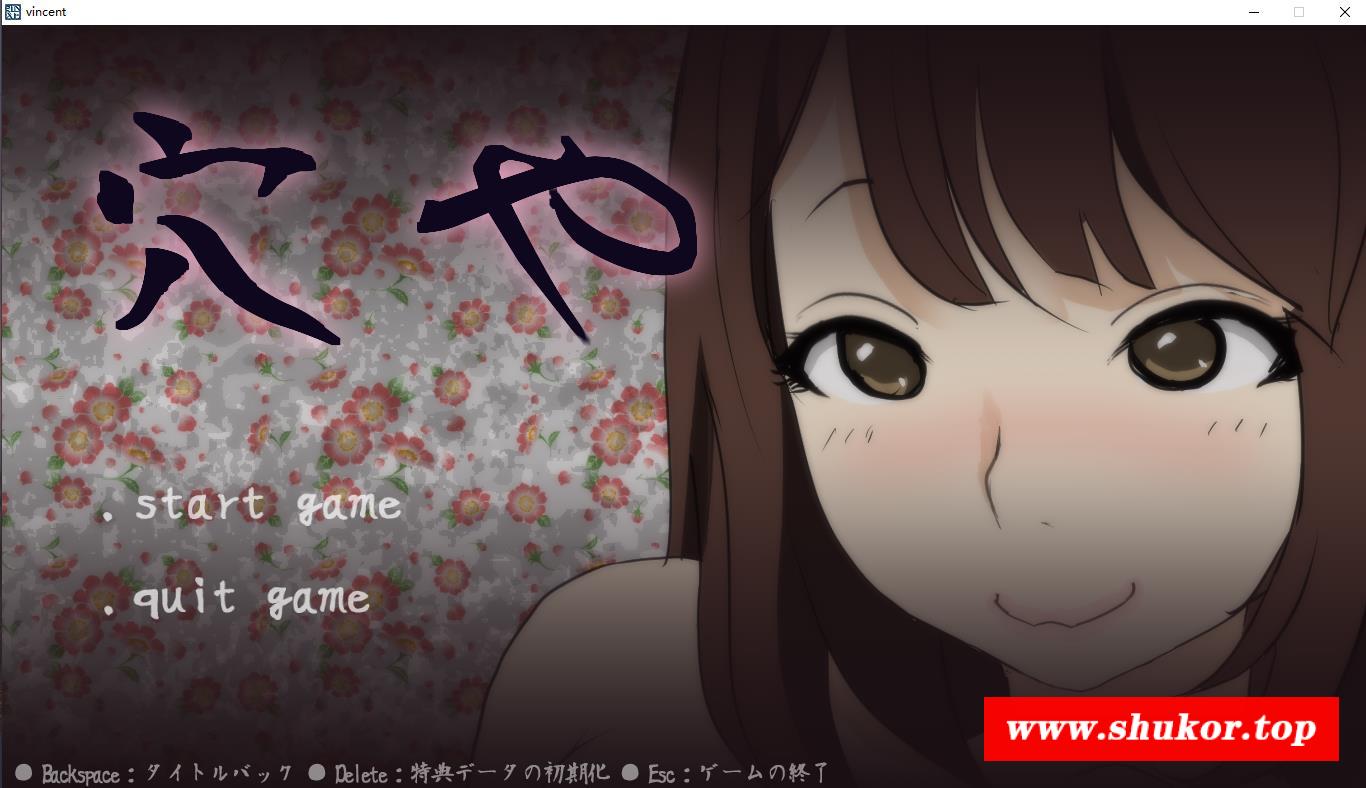 vincent
穴や
. start game
. quit game
www.shukor.top
● Backspace：タイトルバック ● Delete：特典データの初期化 ● Esc：ゲームの終了